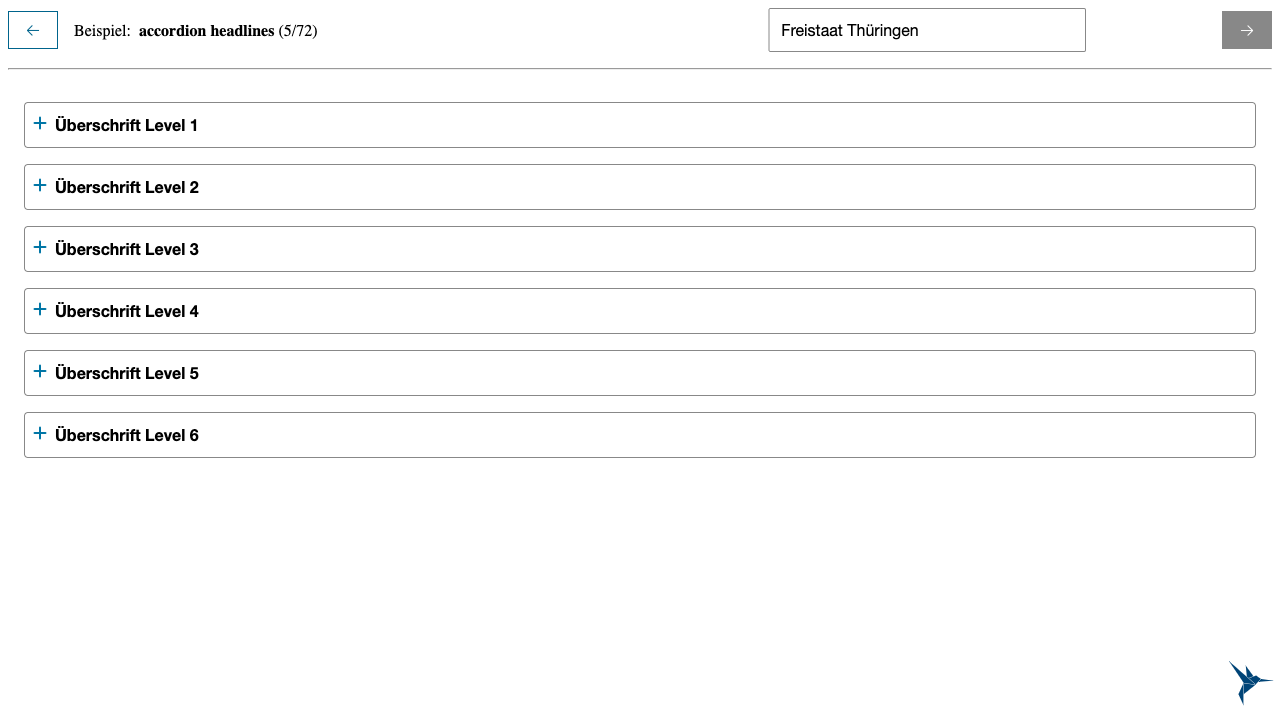 Beispiel: accordion headlines (5/72)
Freistaat Thüringen
Überschrift Level 1
Überschrift Level 2
Überschrift Level 3
Überschrift Level 4
Überschrift Level 5
Überschrift Level 6